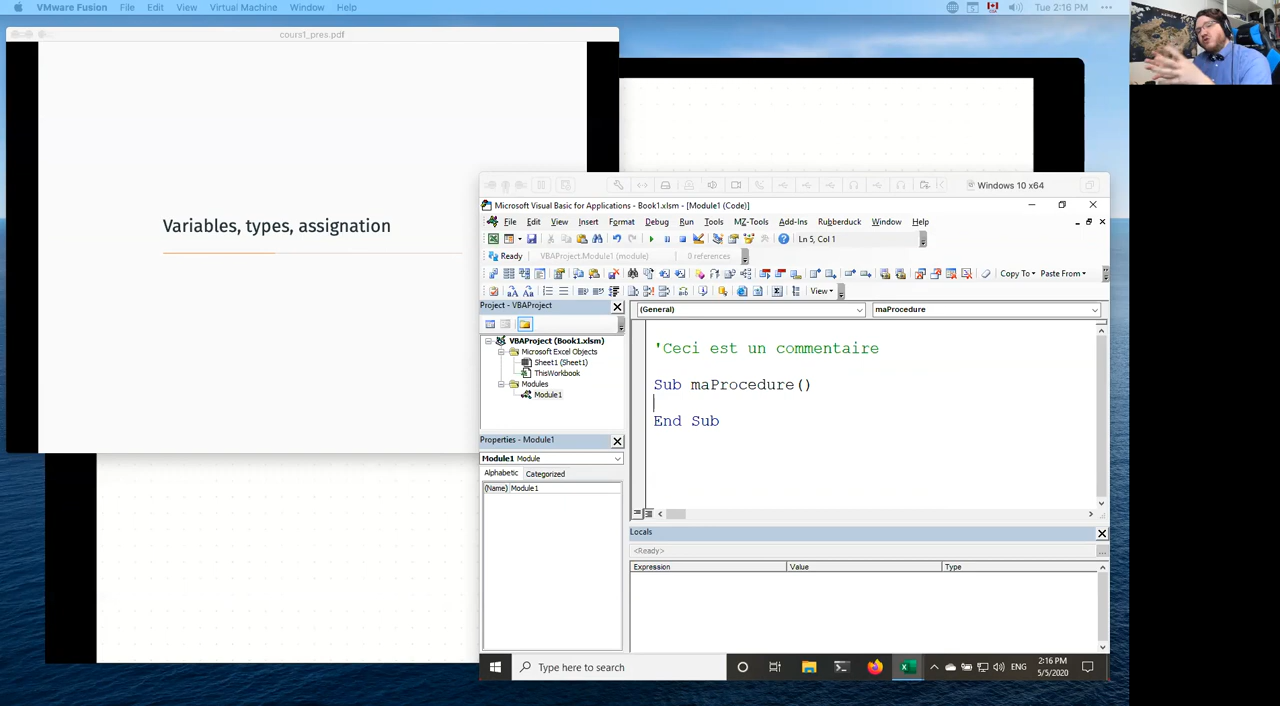 VMware Fusion File Edit View Virtual Machine Window Help Tue 2:16 PM
cours1_pres.pdf
Variables, types, assignation
Windows 10 x64
Microsoft Visual Basic for Applications - Book1.xlsm - [Module1 (Code)]
File Edit View Insert Format Debug Run Tools MZ-Tools Add-Ins Rubberduck Window Help
Ln 5, Col 1
Ready VBAProject.Module1 (module) 0 references
Copy To Paste From
View
Project - VBAProject
VBAProject (Book1.xlsm)
Microsoft Excel Objects
Sheet1 (Sheet1)
ThisWorkbook
Modules
Module1
Properties - Module1
Module1 Module
Alphabetic Categorized
(Name) Module1
(General) maProcedure
'Ceci est un commentaire
Sub maProcedure()
End Sub
Locals
<Ready>
Expression Value Type
Type here to search
ENG
2:16 PM
5/5/2020